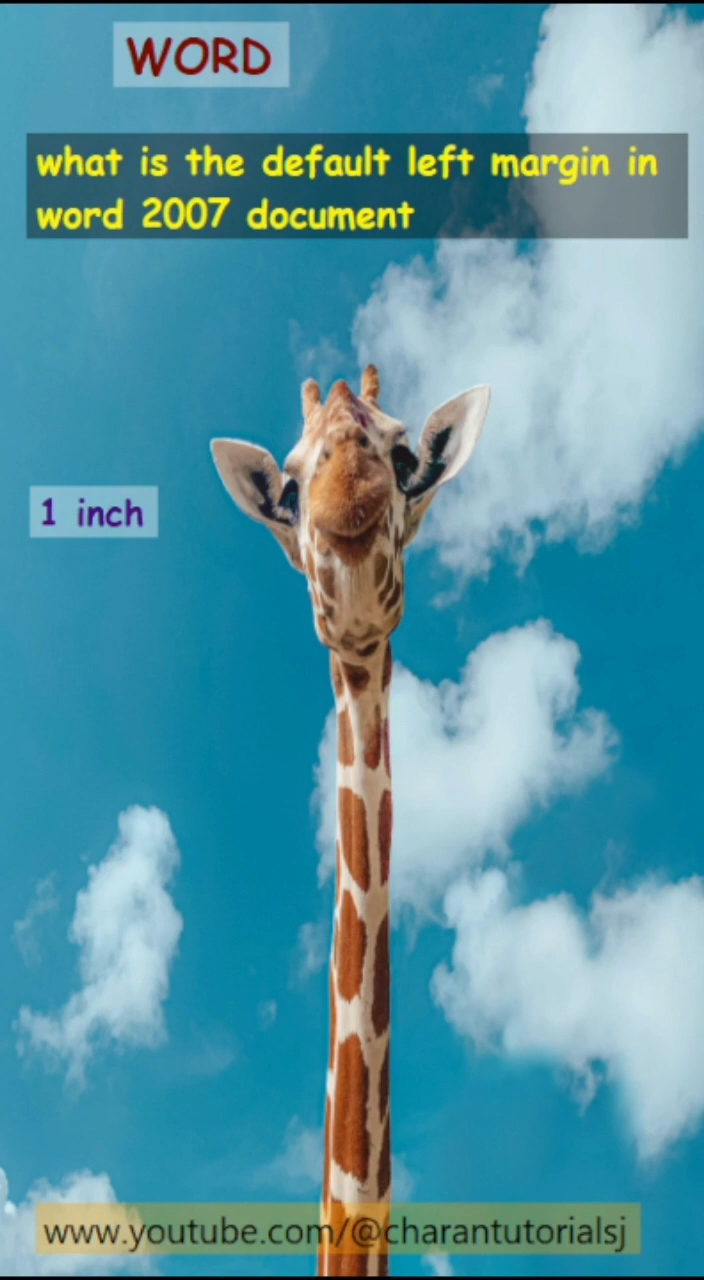 WORD
what is the default left margin in
word 2007 document
1 inch
www.youtube.com/@charantutorialsj